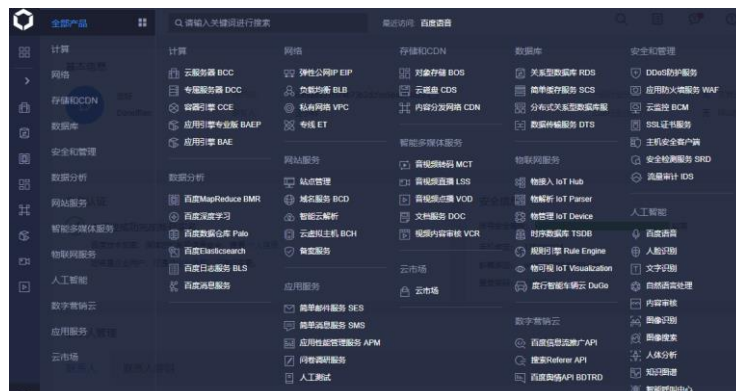 全部产品
请输入关键词进行搜索
最近访问: 百度语音
计算
网络
存储和CDN
数据库
安全和管理
数据分析
网站服务
智能多媒体服务
物联网服务
人工智能
数字营销云
应用服务
云市场
计算
云服务器 BCC
专属服务器 DCC
容器引擎 CCE
应用引擎专业版 BAEP
应用引擎 BAE
数据分析
百度MapReduce BMR
百度深度学习
百度数据仓库 Palo
百度Elasticsearch
百度日志服务 BLS
百度消息服务
网络
弹性公网IP EIP
负载均衡 BLB
私有网络 VPC
专线 ET
网站服务
站点管理
域名服务 BCD
智能云解析
云虚拟主机 BCH
备案服务
应用服务
简单邮件服务 SES
简单消息服务 SMS
应用性能管理服务 APM
问卷调研服务
人工测试
存储和CDN
对象存储 BOS
云磁盘 CDS
内容分发网络 CDN
智能多媒体服务
音视频转码 MCT
音视频直播 LSS
音视频点播 VOD
文档服务 DOC
视频内容审核 VCR
云市场
云市场
数据库
关系型数据库 RDS
简单缓存服务 SCS
分布式关系型数据库服
数据传输服务 DTS
物联网服务
物接入 IoT Hub
物解析 IoT Parser
物管理 IoT Device
时序数据库 TSDB
规则引擎 Rule Engine
物可视 IoT Visualization
度行智能车辆云 DuGo
数字营销云
百度信息流推广API
搜索Referer API
百度舆情API BDTRD
安全和管理
DDoS防护服务
应用防火墙服务 WAF
云监控 BCM
SSL证书服务
主机安全客户端
安全检测服务 SRD
流量审计 IDS
人工智能
百度语音
人脸识别
文字识别
自然语言处理
内容审核
图像识别
图像搜索
人体分析
知识图谱
智能呼叫中心